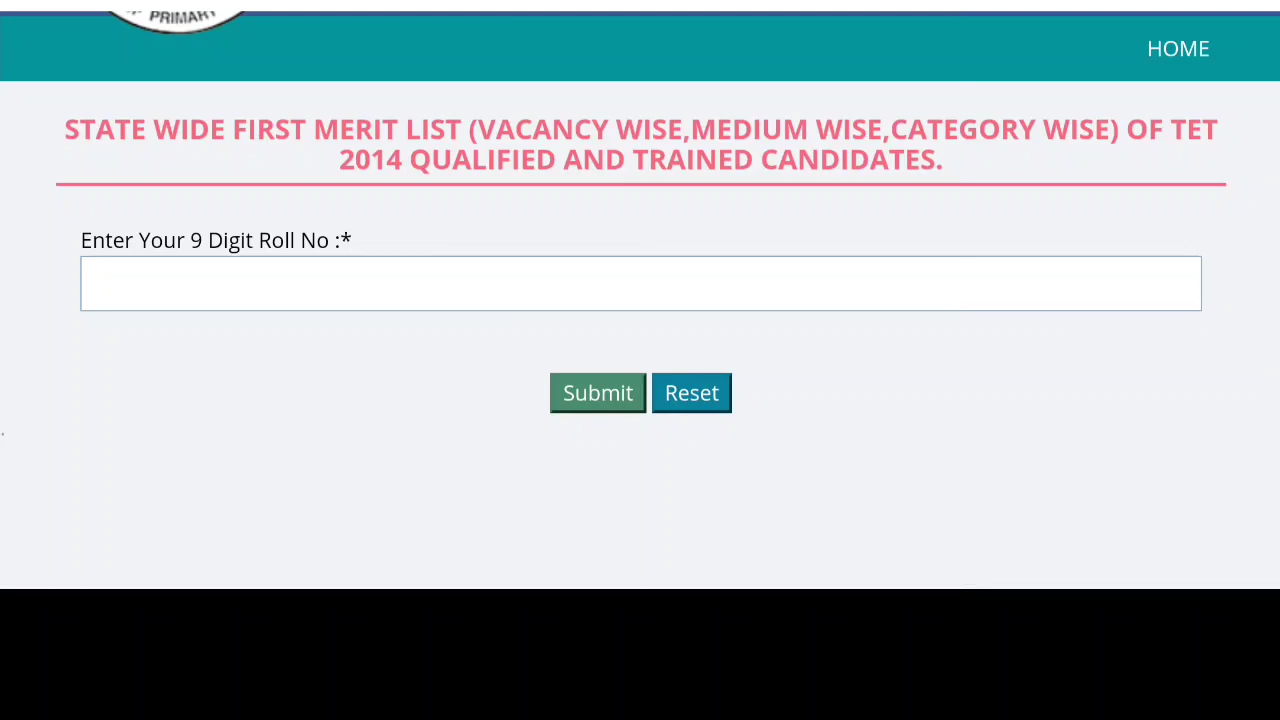 PRIMARY
HOME
STATE WIDE FIRST MERIT LIST (VACANCY WISE,MEDIUM WISE,CATEGORY WISE) OF TET
2014 QUALIFIED AND TRAINED CANDIDATES.
Enter Your 9 Digit Roll No :*
Submit Reset